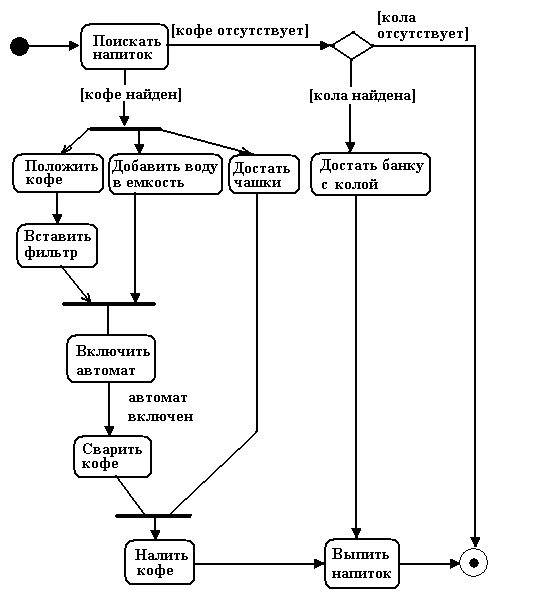 Поискать
напиток
[кофе отсутствует]
[кола
отсутствует]
[кофе найден]
[кола найдена]
Положить
кофе
Добавить воду
в емкость
Достать
чашки
Достать банку
с колой
Вставить
фильтр
Включить
автомат
автомат
включен
Сварить
кофе
Налить
кофе
Выпить
напиток